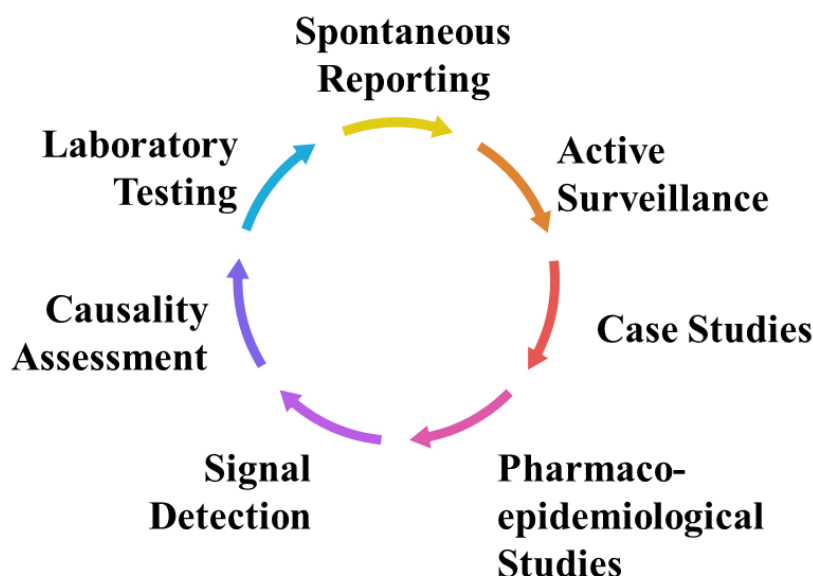 Spontaneous
Reporting
Active
Surveillance
Case Studies
Pharmaco-
epidemiological
Studies
Signal
Detection
Causality
Assessment
Laboratory
Testing